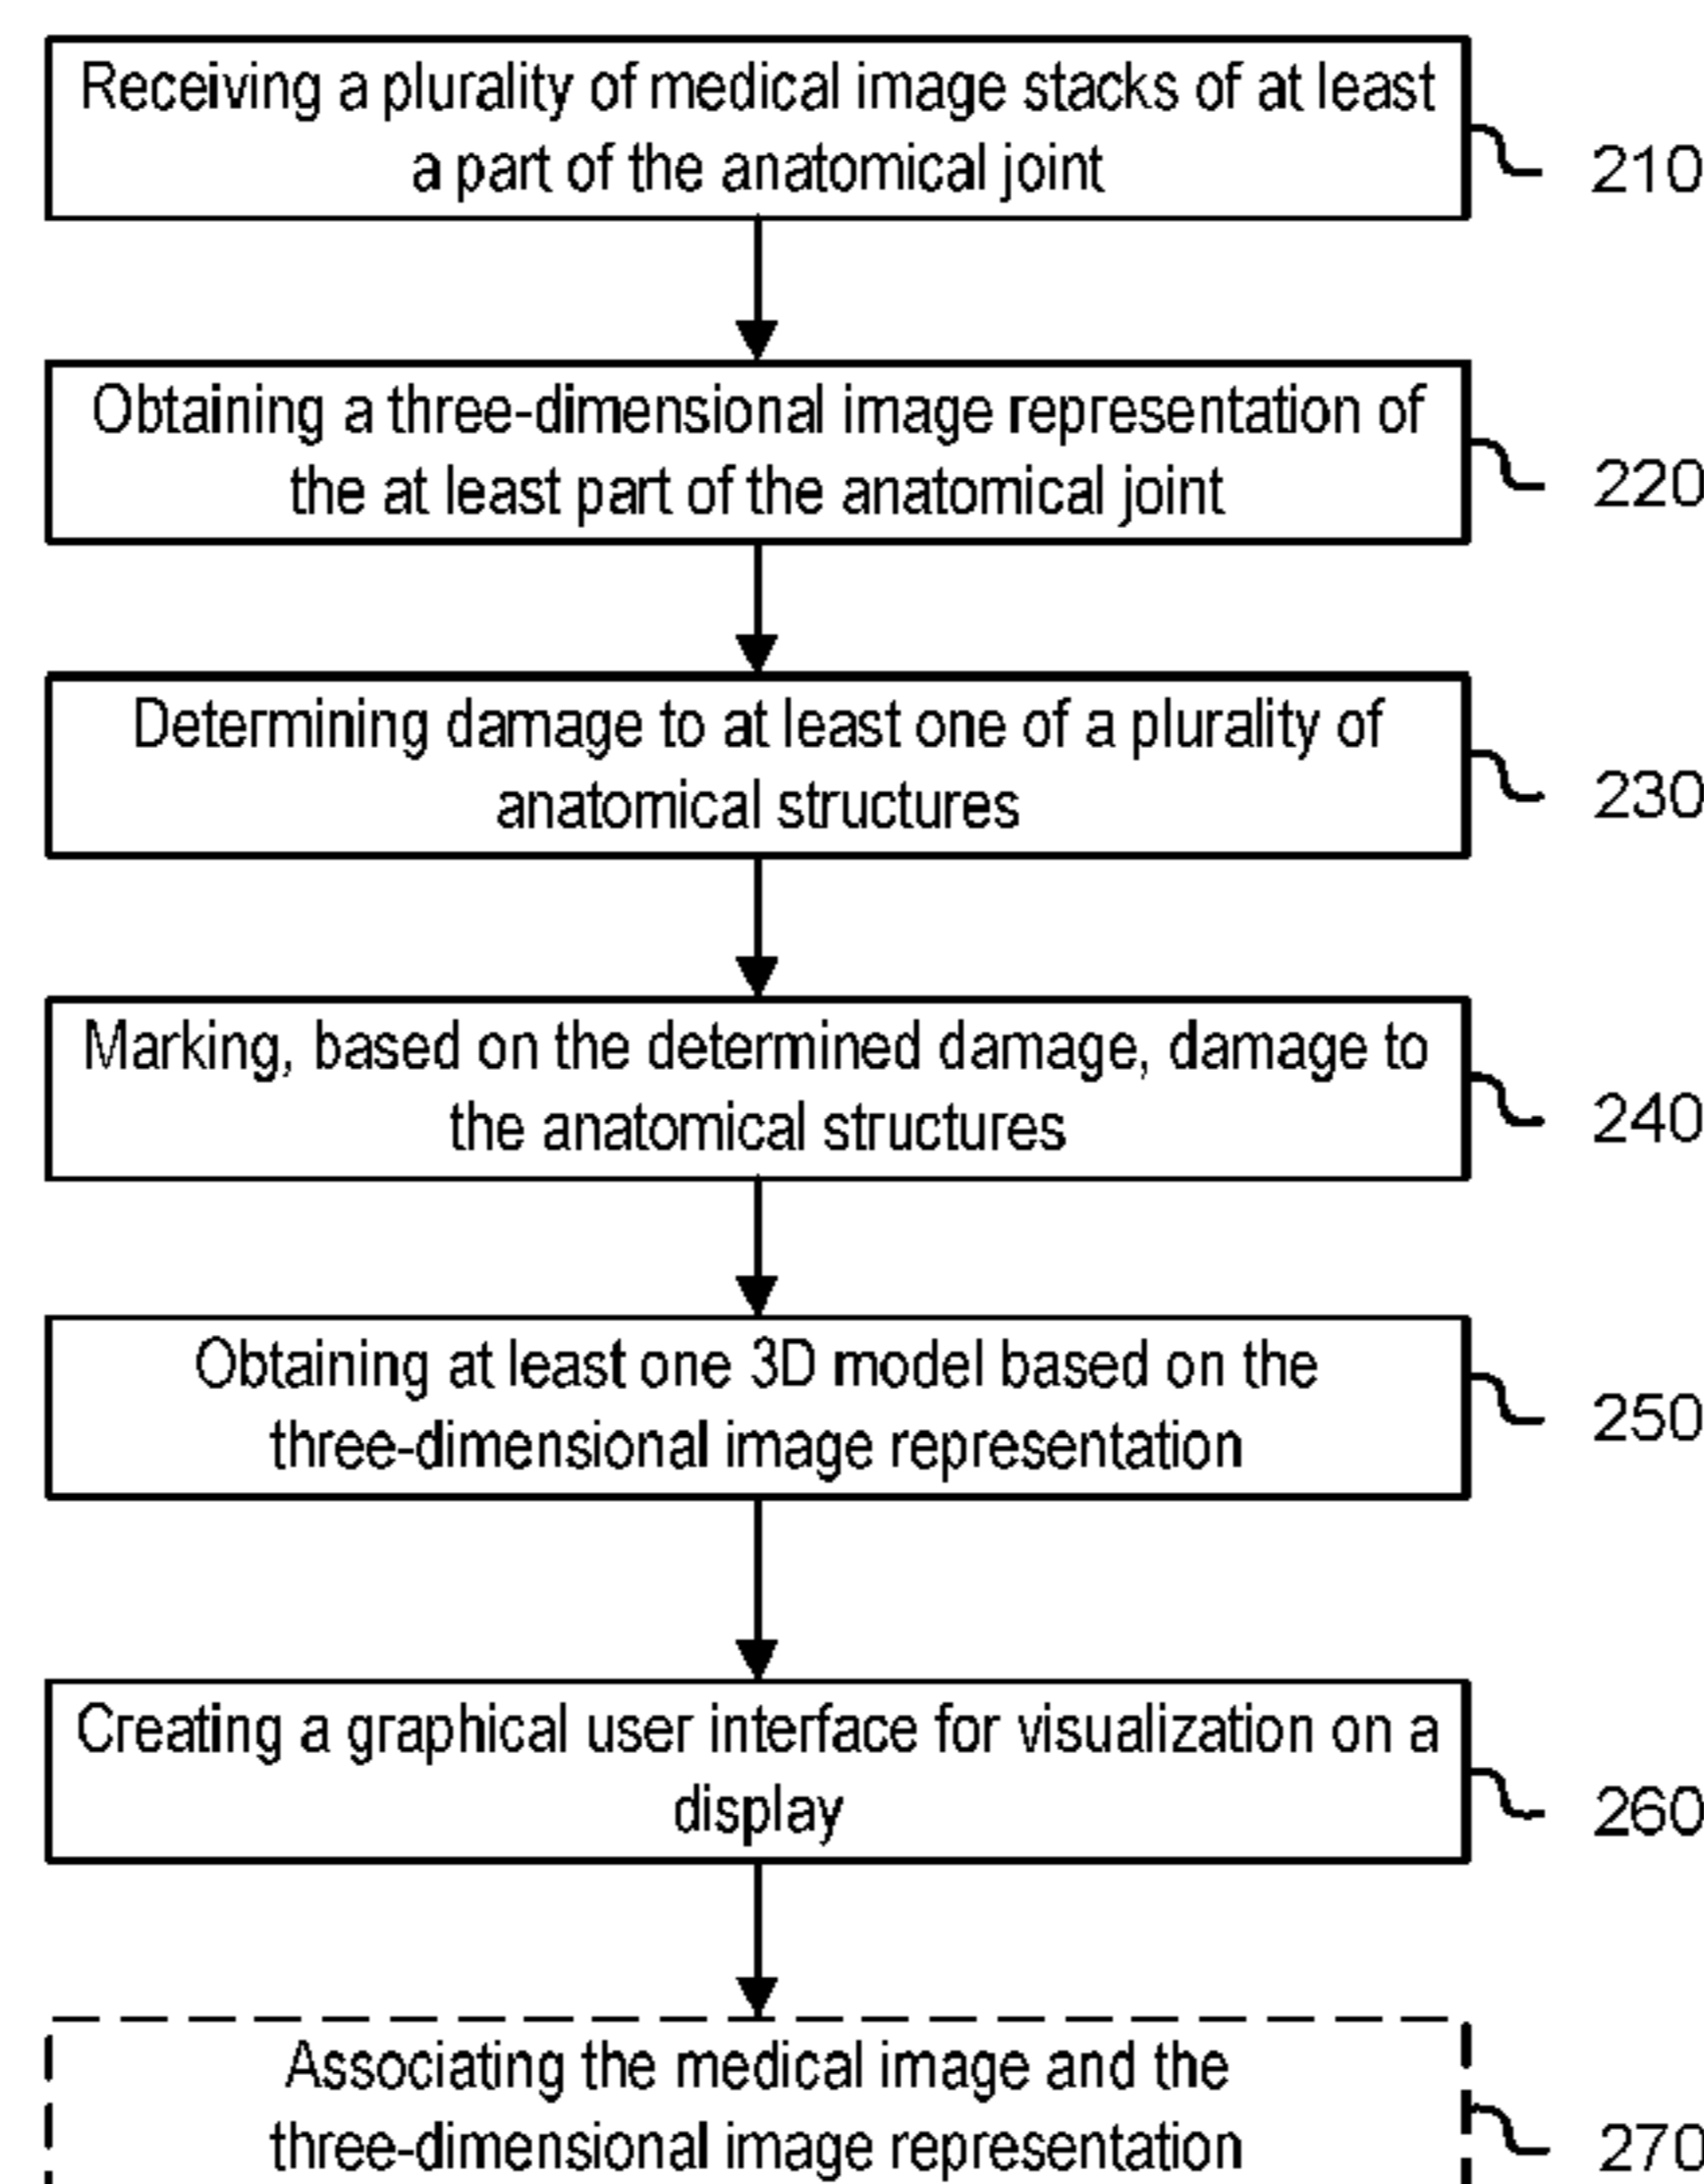 Receiving a plurality of medical image stacks of at least
a part of the anatomical joint
210
Obtaining a three-dimensional image representation of
the at least part of the anatomical joint
220
Determining damage to at least one of a plurality of
anatomical structures
230
Marking, based on the determined damage, damage to
the anatomical structures
240
Obtaining at least one 3D model based on the
three-dimensional image representation
250
Creating a graphical user interface for visualization on a
display
260
Associating the medical image and the
three-dimensional image representation
270